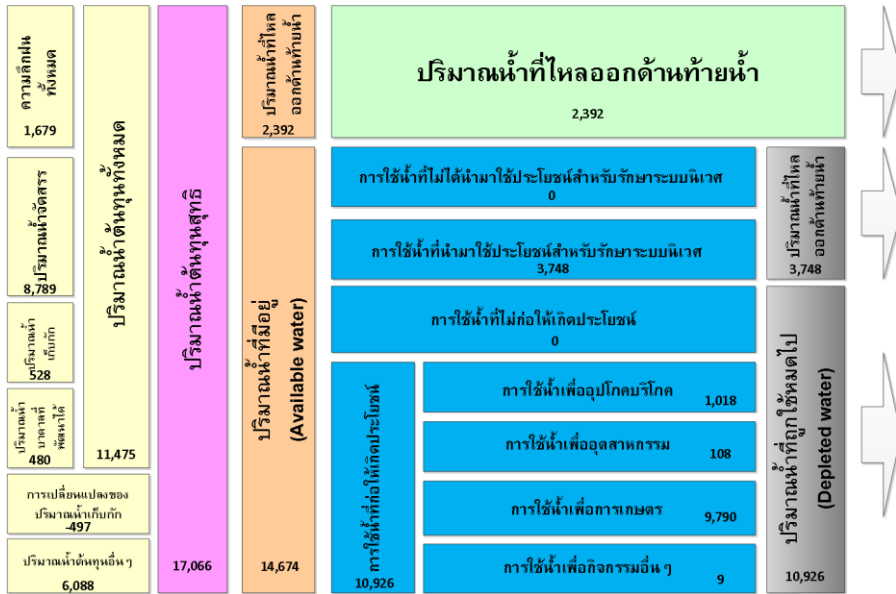 ความลึกฝน
ทั้งหมด
1,679
ปริมาณน้ำจัดสรร
8,789
ปริมาณน้ำ
เก็บกัก
528
ปริมาณน้ำ
บาดาลที่
พัฒนาได้
480
ปริมาณน้ำต้นทุนทั้งหมด
11,475
การเปลี่ยนแปลงของ
ปริมาณน้ำเก็บกัก
-497
ปริมาณน้ำต้นทุนอื่น ๆ
6,088
ปริมาณน้ำต้นทุนสุทธิ
17,066
ปริมาณน้ำที่ไหล
ออกด้านท้ายน้ำ
2,392
ปริมาณน้ำที่มีอยู่
(Available water)
14,674
ปริมาณน้ำที่ไหลออกด้านท้ายน้ำ
2,392
การใช้น้ำที่ไม่ได้นำมาใช้ประโยชน์สำหรับรักษาระบบนิเวศ
0
การใช้น้ำที่นำมาใช้ประโยชน์สำหรับรักษาระบบนิเวศ
3,748
การใช้น้ำที่ไม่ก่อให้เกิดประโยชน์
0
การใช้น้ำที่ก่อให้เกิดประโยชน์
10,926
การใช้น้ำเพื่ออุปโภคบริโภค
1,018
การใช้น้ำเพื่ออุตสาหกรรม
108
การใช้น้ำเพื่อการเกษตร
9,790
การใช้น้ำเพื่อกิจกรรมอื่น ๆ
9
ปริมาณน้ำที่ไหล
ออกด้านท้ายน้ำ
3,748
ปริมาณน้ำที่ถูกใช้หมดไป
(Depleted water)
10,926